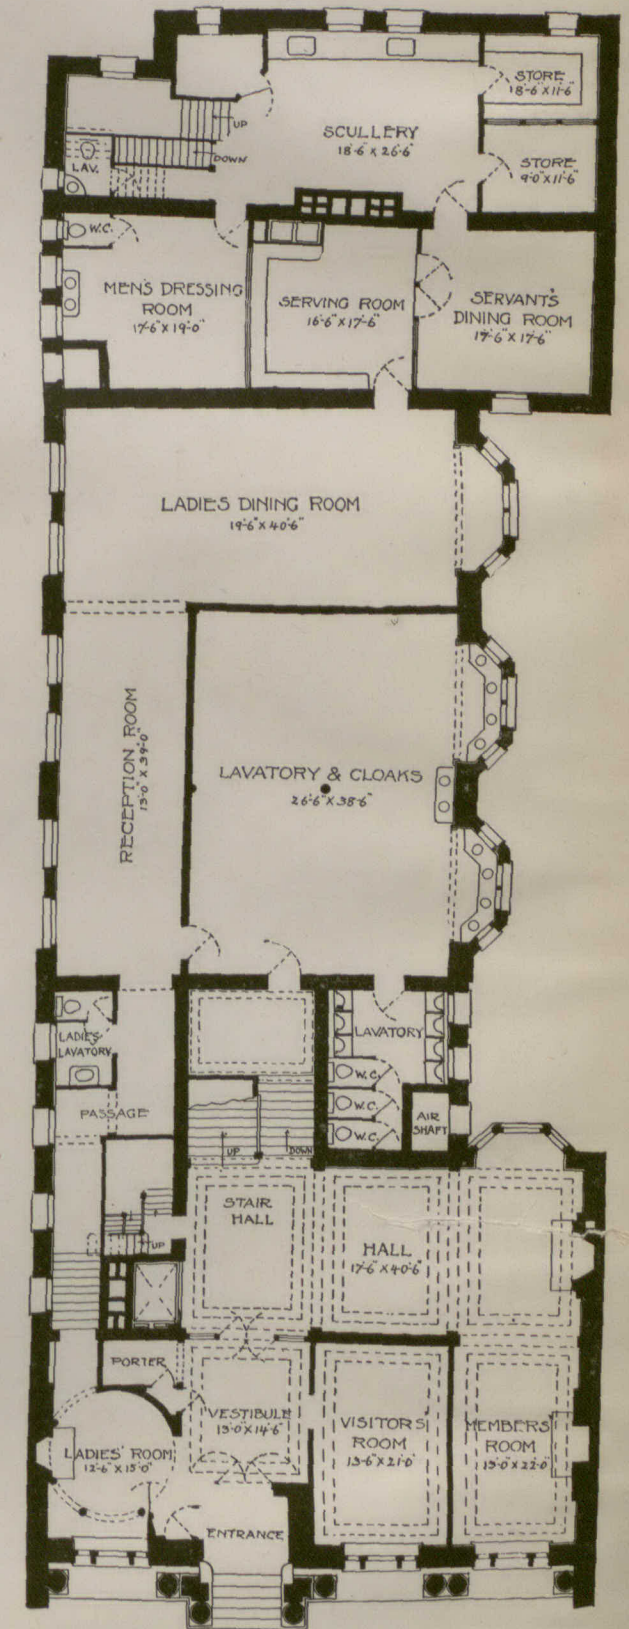 STORE
18'-6" X 11'-6"
UP
SCULLERY
18'-6" X 26'-6"
DOWN
LAV.
STORE
9'-0" X 11'-6"
W.C.
MEN'S DRESSING
ROOM
17'-6" X 19'-0"
SERVING ROOM
16'-6" X 17'-6"
SERVANT'S
DINING ROOM
17'-6" X 17'-6"
LADIES DINING ROOM
19'-6" X 40'-6"
RECEPTION ROOM
13'-0" X 39'-0"
LAVATORY & CLOAKS
26'-6" X 38'-6"
LADIES'
LAVATORY
LAVATORY
W.C.
W.C.
W.C.
AIR
SHAFT
PASSAGE
UP
DOWN
STAIR
HALL
UP
HALL
17'-6" X 40'-6"
PORTER
VESTIBULE
13'-0" X 14'-6"
VISITORS
ROOM
13'-6" X 21'-0"
MEMBERS'
ROOM
13'-0" X 22'-0"
LADIES' ROOM
12'-6" X 15'-0"
ENTRANCE